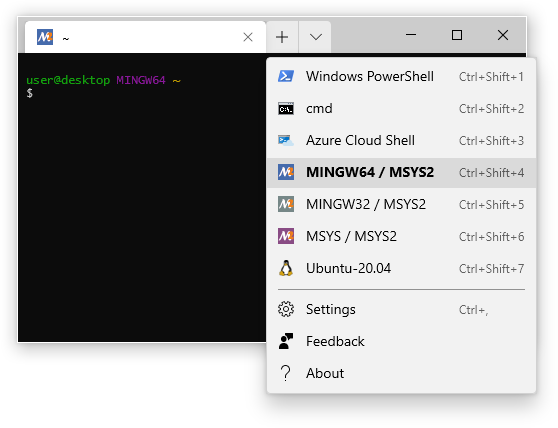 ~
user@desktop MINGW64 ~
$
Windows PowerShell Ctrl+Shift+1
cmd Ctrl+Shift+2
Azure Cloud Shell Ctrl+Shift+3
MINGW64 / MSYS2 Ctrl+Shift+4
MINGW32 / MSYS2 Ctrl+Shift+5
MSYS / MSYS2 Ctrl+Shift+6
Ubuntu-20.04 Ctrl+Shift+7
Settings Ctrl+,
Feedback
About